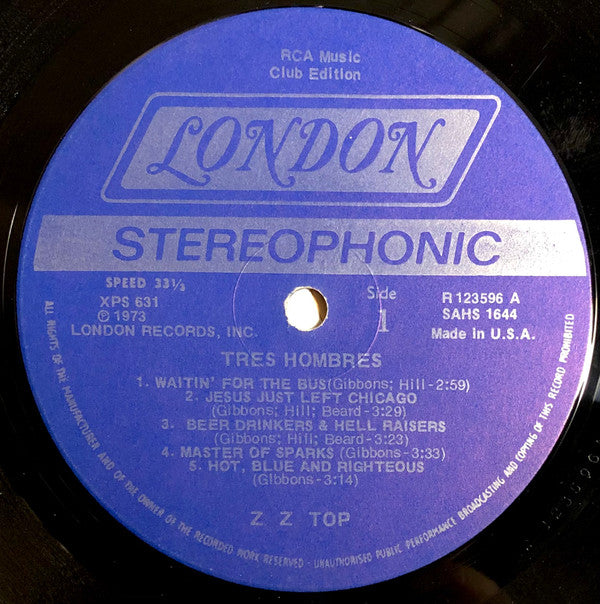 RCA Music
Club Edition
LONDON
STEREOPHONIC
SPEED 33⅓
XPS 631
℗ 1973
LONDON RECORDS, INC.
Side
1
R 123596 A
SAHS 1644
Made in U.S.A.
TRES HOMBRES
1. WAITIN' FOR THE BUS(Gibbons; Hill-2:59)
2. JESUS JUST LEFT CHICAGO
(Gibbons; Hill; Beard-3:29)
3. BEER DRINKERS & HELL RAISERS
(Gibbons; Hill; Beard-3:23)
4. MASTER OF SPARKS (Gibbons-3:33)
5. HOT, BLUE AND RIGHTEOUS
(Gibbons-3:14)
Z Z TOP
ALL RIGHTS OF THE MANUFACTURER AND OF THE OWNER OF THE RECORDED WORK RESERVED - UNAUTHORISED PUBLIC PERFORMANCE BROADCASTING AND COPYING OF THIS RECORD PROHIBITED